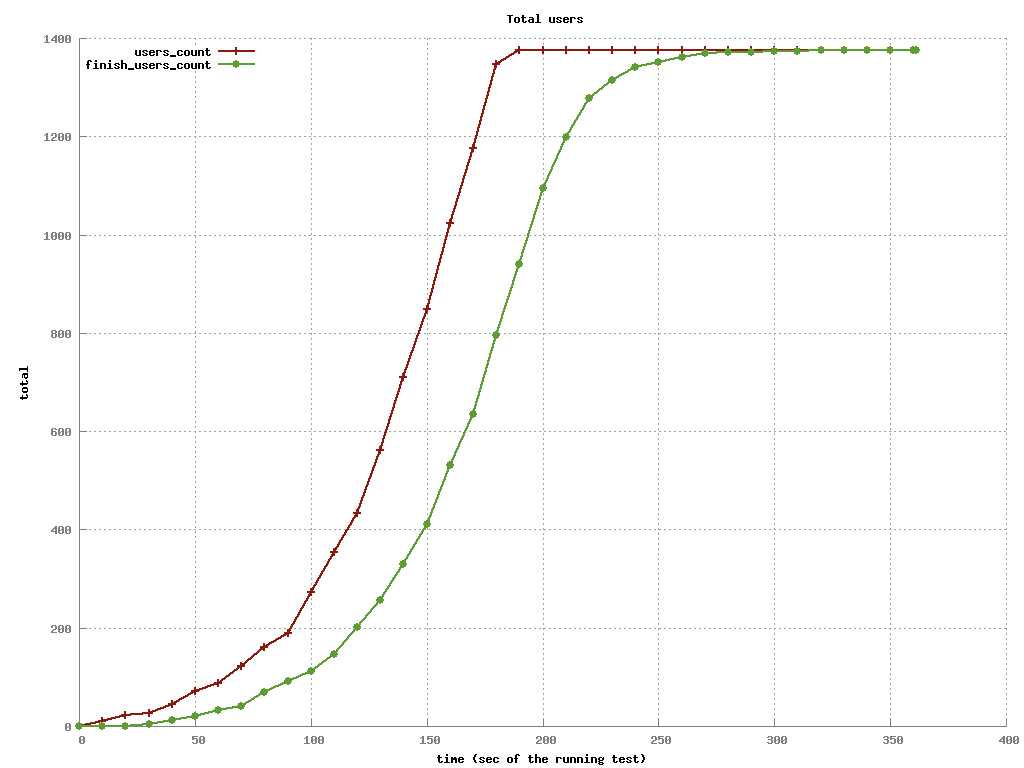 Total users
users_count
finish_users_count
1400
1200
1000
800
600
400
200
0
total
0 50 100 150 200 250 300 350 400
time (sec of the running test)